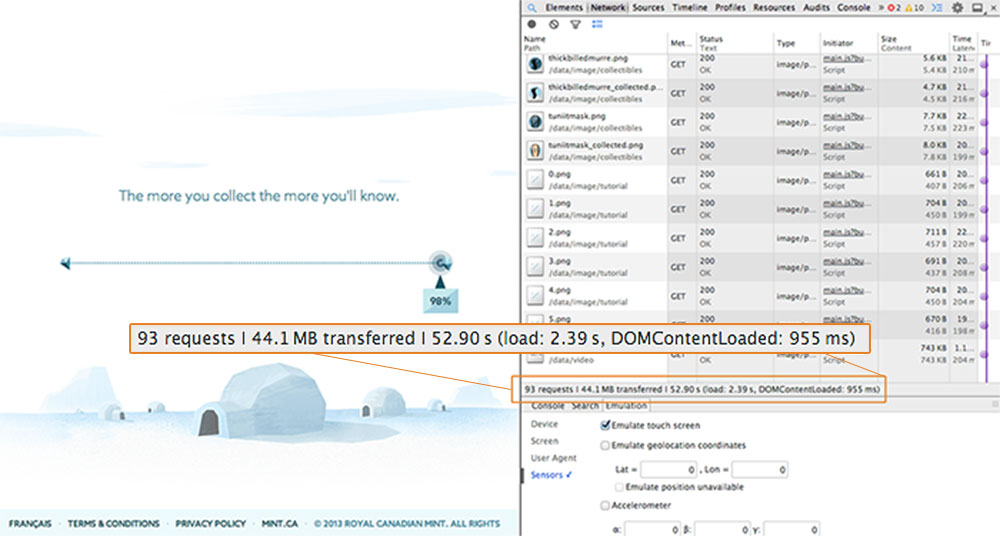 The more you collect the more you'll know.
98%
FRANÇAIS · TERMS & CONDITIONS · PRIVACY POLICY · MINT.CA · © 2013 ROYAL CANADIAN MINT. ALL RIGHTS
Elements Network Sources Timeline Profiles Resources Audits Console » 2 10
Name Met... Status Type Initiator Size Time
Path Text Content Laten
thickbilledmurre.png GET 200 image/p... main.js?bu... 5.6 KB 21...
/data/image/collectibles OK Script 5.4 KB 210 m
thickbilledmurre_collected.p... GET 200 image/p... main.js?bu... 4.7 KB 21...
/data/image/collectibles OK Script 4.5 KB 216 m
tuniitmask.png GET 200 image/p... main.js?bu... 7.7 KB 22...
/data/image/collectibles OK Script 7.5 KB 223 m
tuniitmask_collected.png GET 200 image/p... main.js?bu... 8.0 KB 20...
/data/image/collectibles OK Script 7.8 KB 199 m
0.png GET 200 image/p... main.js?bu... 661 B 20...
/data/image/tutorial OK Script 407 B 206 m
1.png GET 200 image/p... main.js?bu... 704 B 20...
/data/image/tutorial OK Script 450 B 199 m
2.png GET 200 image/p... main.js?bu... 711 B 22...
/data/image/tutorial OK Script 457 B 220 m
3.png GET 200 image/p... main.js?bu... 691 B 20...
/data/image/tutorial OK Script 437 B 208 m
4.png GET 200 image/p... main.js?bu... 704 B 20...
/data/image/tutorial OK Script 450 B 204 m
5.png 200 main.js?bu... 670 B 19...
416 B 198 m
93 requests | 44.1 MB transferred | 52.90 s (load: 2.39 s, DOMContentLoaded: 955 ms)
743 KB 1.1...
/data/video GET OK Script 743 KB 204 m
93 requests | 44.1 MB transferred | 52.90 s (load: 2.39 s, DOMContentLoaded: 955 ms)
Console Search Emulation
Device
Screen
User Agent
Sensors ✓
Emulate touch screen
Emulate geolocation coordinates
Lat = 0 , Lon = 0
Emulate position unavailable
Accelerometer
α: 0 β: 0 γ: 0